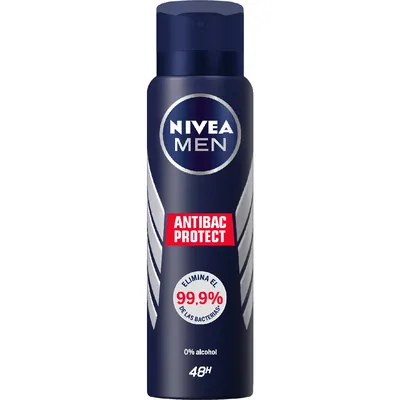 NIVEA
MEN
ANTIBAC
PROTECT
ELIMINA EL
99,9%
DE LAS BACTERIAS*
0% alcohol
48H